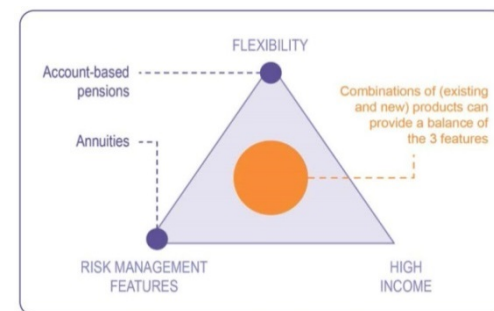 FLEXIBILITY
Account-based
pensions
Annuities
Combinations of (existing
and new) products can
provide a balance of
the 3 features
RISK MANAGEMENT
FEATURES
HIGH
INCOME